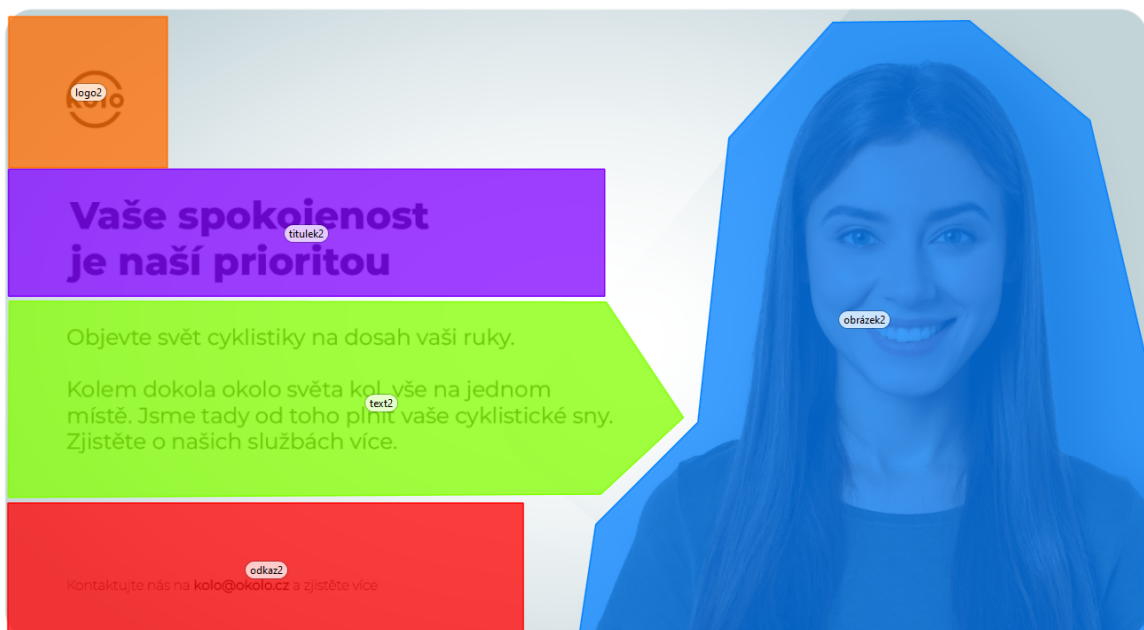 kolo
logo2
Vaše spokojenost
titulek2
je naší prioritou
Objevte svět cyklistiky na dosah vaši ruky.
obrázek2
Kolem dokola okolo světa kol, vše na jednom
text2
místě. Jsme tady od toho plnit vaše cyklistické sny.
Zjistěte o našich službách více.
odkaz2
Kontaktujte nás na kolo@okolo.cz a zjistěte více